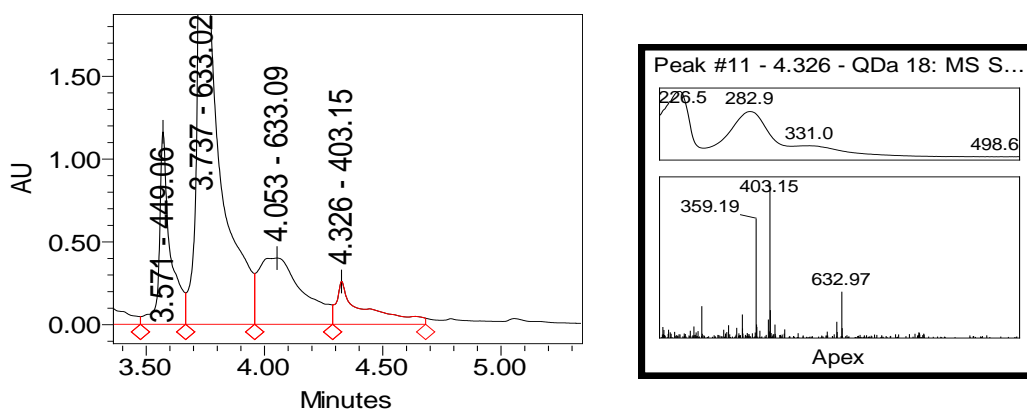 AU
1.50
1.00
0.50
0.00
3.571 - 449.06
3.737 - 633.02
4.053 - 633.09
4.326 - 403.15
3.50
4.00
4.50
5.00
Minutes
Peak #11 - 4.326 - QDa 18: MS S...
226.5
282.9
331.0
498.6
403.15
359.19
632.97
Apex